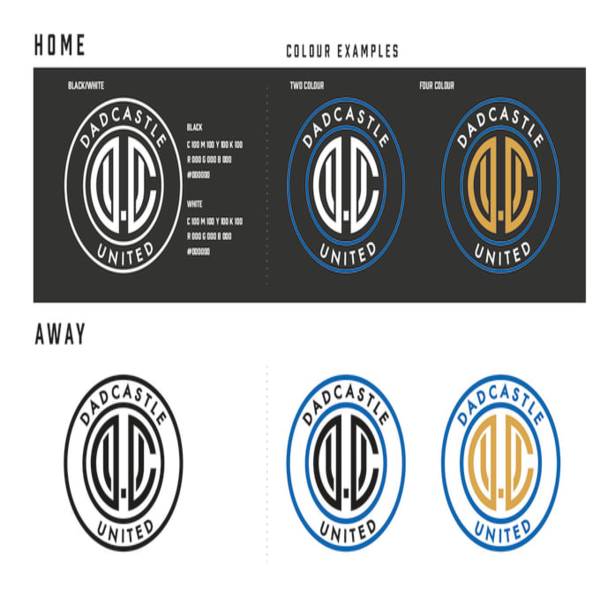 HOME
COLOUR EXAMPLES
BLACK/WHITE
TWO COLOUR
FOUR COLOUR
DADCASTLE
D.C
UNITED
BLACK
C 100 M 100 Y 100 K 100
R 000 G 000 B 000
#000000
WHITE
C 100 M 100 Y 100 K 100
R 000 G 000 B 000
#000000
DADCASTLE
D.C
UNITED
DADCASTLE
D.C
UNITED
AWAY
DADCASTLE
D.C
UNITED
DADCASTLE
D.C
UNITED
DADCASTLE
D.C
UNITED